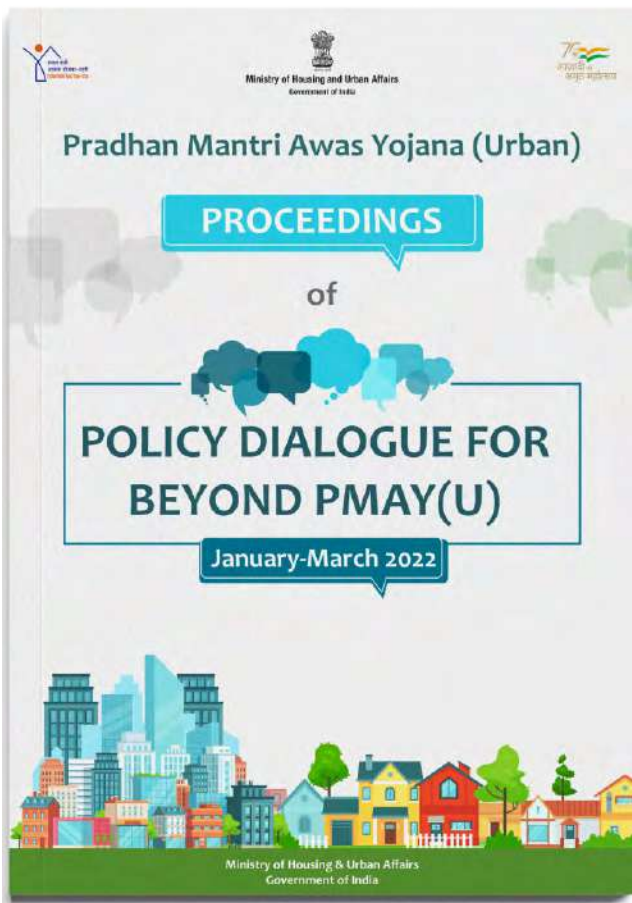 Ministry of Housing and Urban Affairs
Government of India
Pradhan Mantri Awas Yojana (Urban)
PROCEEDINGS
of
POLICY DIALOGUE FOR
BEYOND PMAY(U)
January-March 2022
Ministry of Housing & Urban Affairs
Government of India